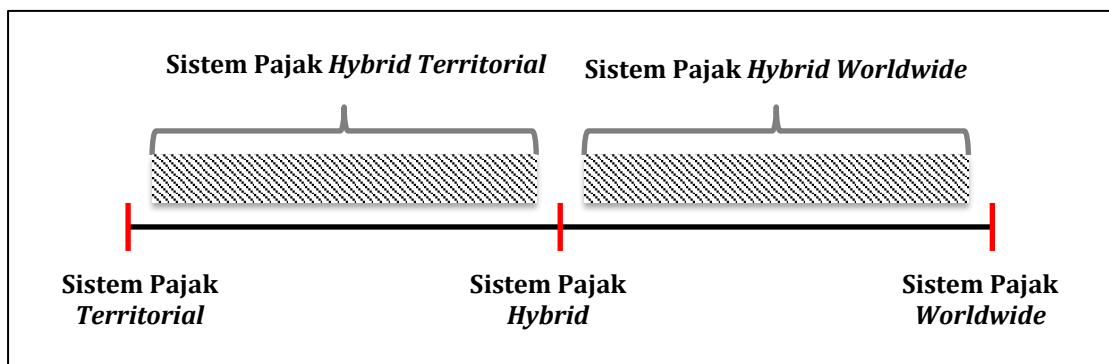 Sistem Pajak Hybrid Territorial
Sistem Pajak Hybrid Worldwide
Sistem Pajak
Territorial
Sistem Pajak
Hybrid
Sistem Pajak
Worldwide